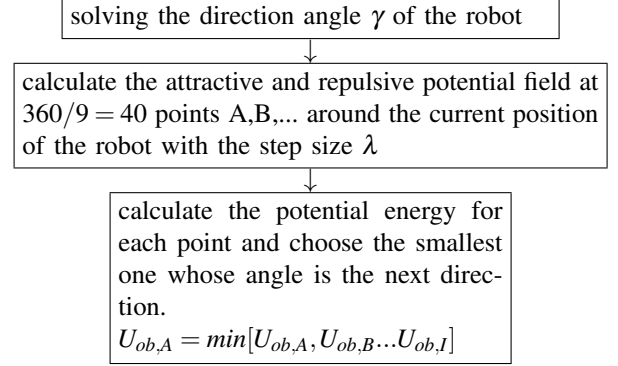 solving the direction angle γ of the robot
calculate the attractive and repulsive potential field at
360/9 = 40 points A,B,... around the current position
of the robot with the step size λ
calculate the potential energy for
each point and choose the smallest
one whose angle is the next direc-
tion.
U_{ob,A} = min[U_{ob,A}, U_{ob,B}...U_{ob,I}]